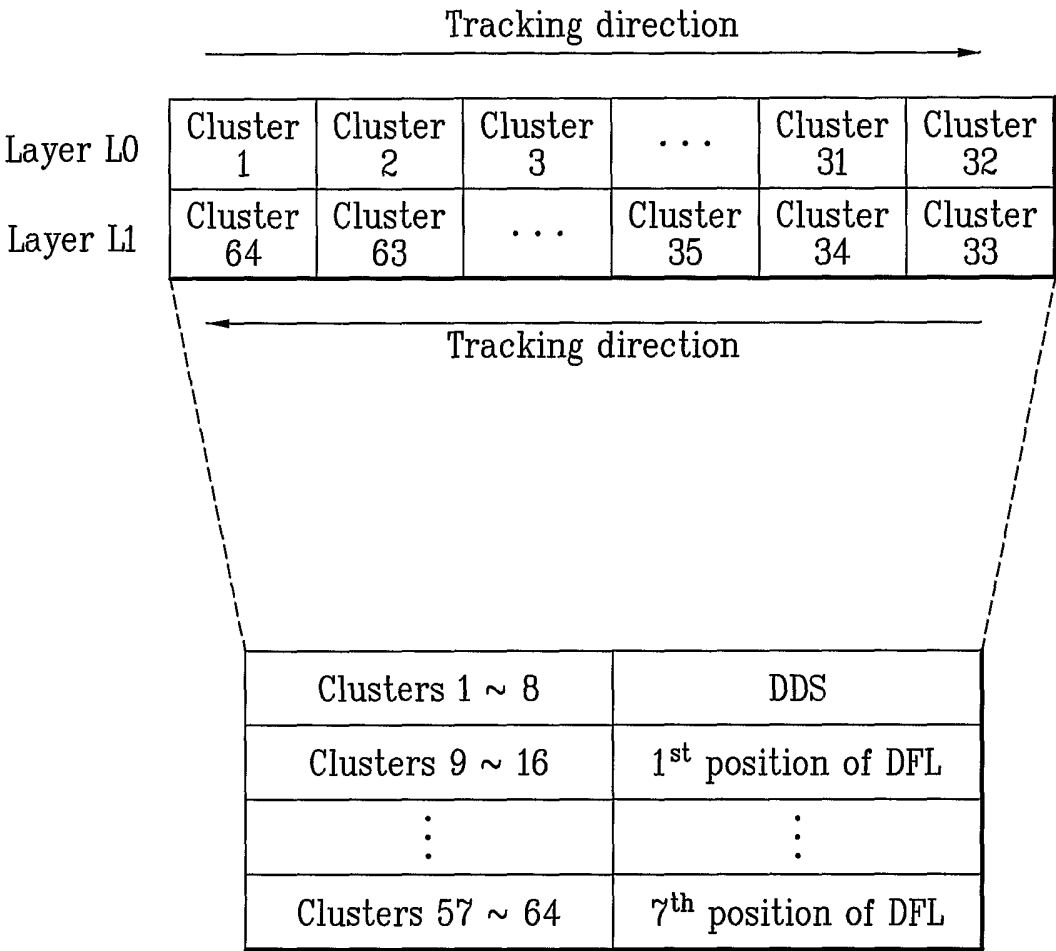 Tracking direction
Layer L0
Cluster 1
Cluster 2
Cluster 3
...
Cluster 31
Cluster 32
Layer L1
Cluster 64
Cluster 63
...
Cluster 35
Cluster 34
Cluster 33
Tracking direction
Clusters 1 ~ 8
DDS
Clusters 9 ~ 16
1st position of DFL
⋮
⋮
Clusters 57 ~ 64
7th position of DFL